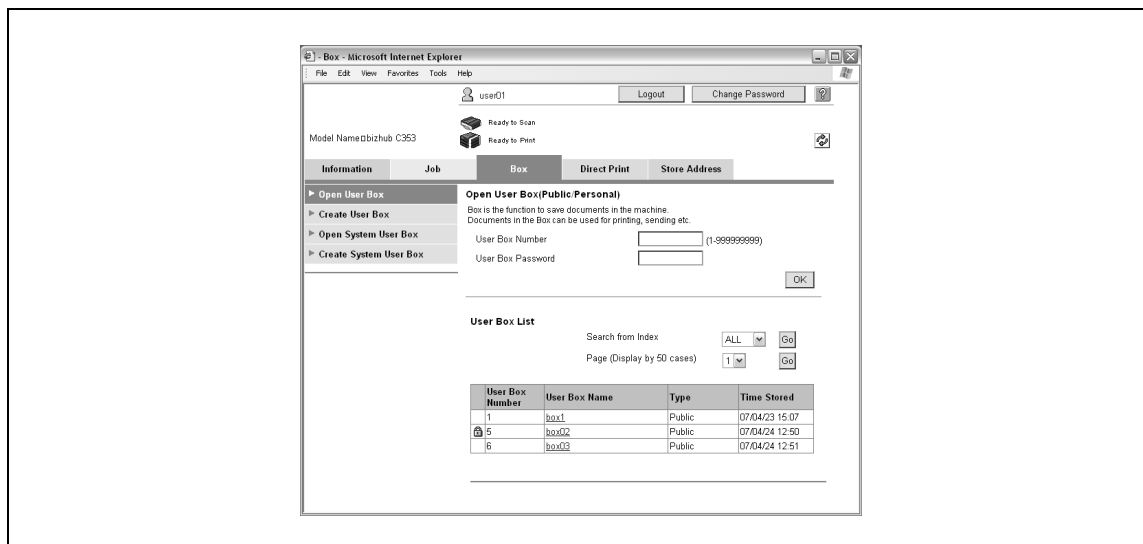 - Box - Microsoft Internet Explorer
File Edit View Favorites Tools Help
user01 Logout Change Password ?
Ready to Scan
Model Name□bizhub C353 Ready to Print
Information Job Box Direct Print Store Address
Open User Box
Create User Box
Open System User Box
Create System User Box
Open User Box(Public/Personal)
Box is the function to save documents in the machine.
Documents in the Box can be used for printing, sending etc.
User Box Number (1-999999999)
User Box Password
OK
User Box List
Search from Index ALL Go
Page (Display by 50 cases) 1 Go
User Box Number User Box Name Type Time Stored
1 box1 Public 07/04/23 15:07
5 box02 Public 07/04/24 12:50
6 box03 Public 07/04/24 12:51